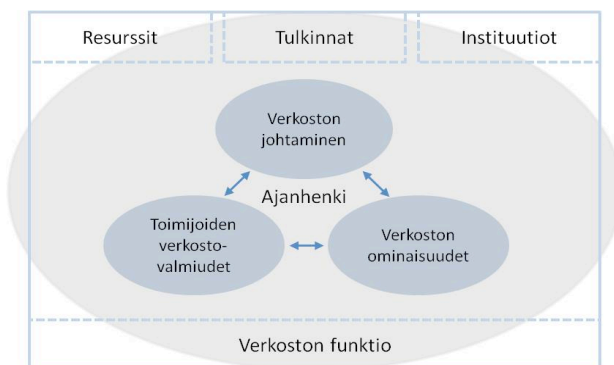 Resurssit
Tulkinnat
Instituutiot
Verkoston
johtaminen
Ajanhenki
Toimijoiden
verkosto-
valmiudet
Verkoston
ominaisuudet
Verkoston funktio